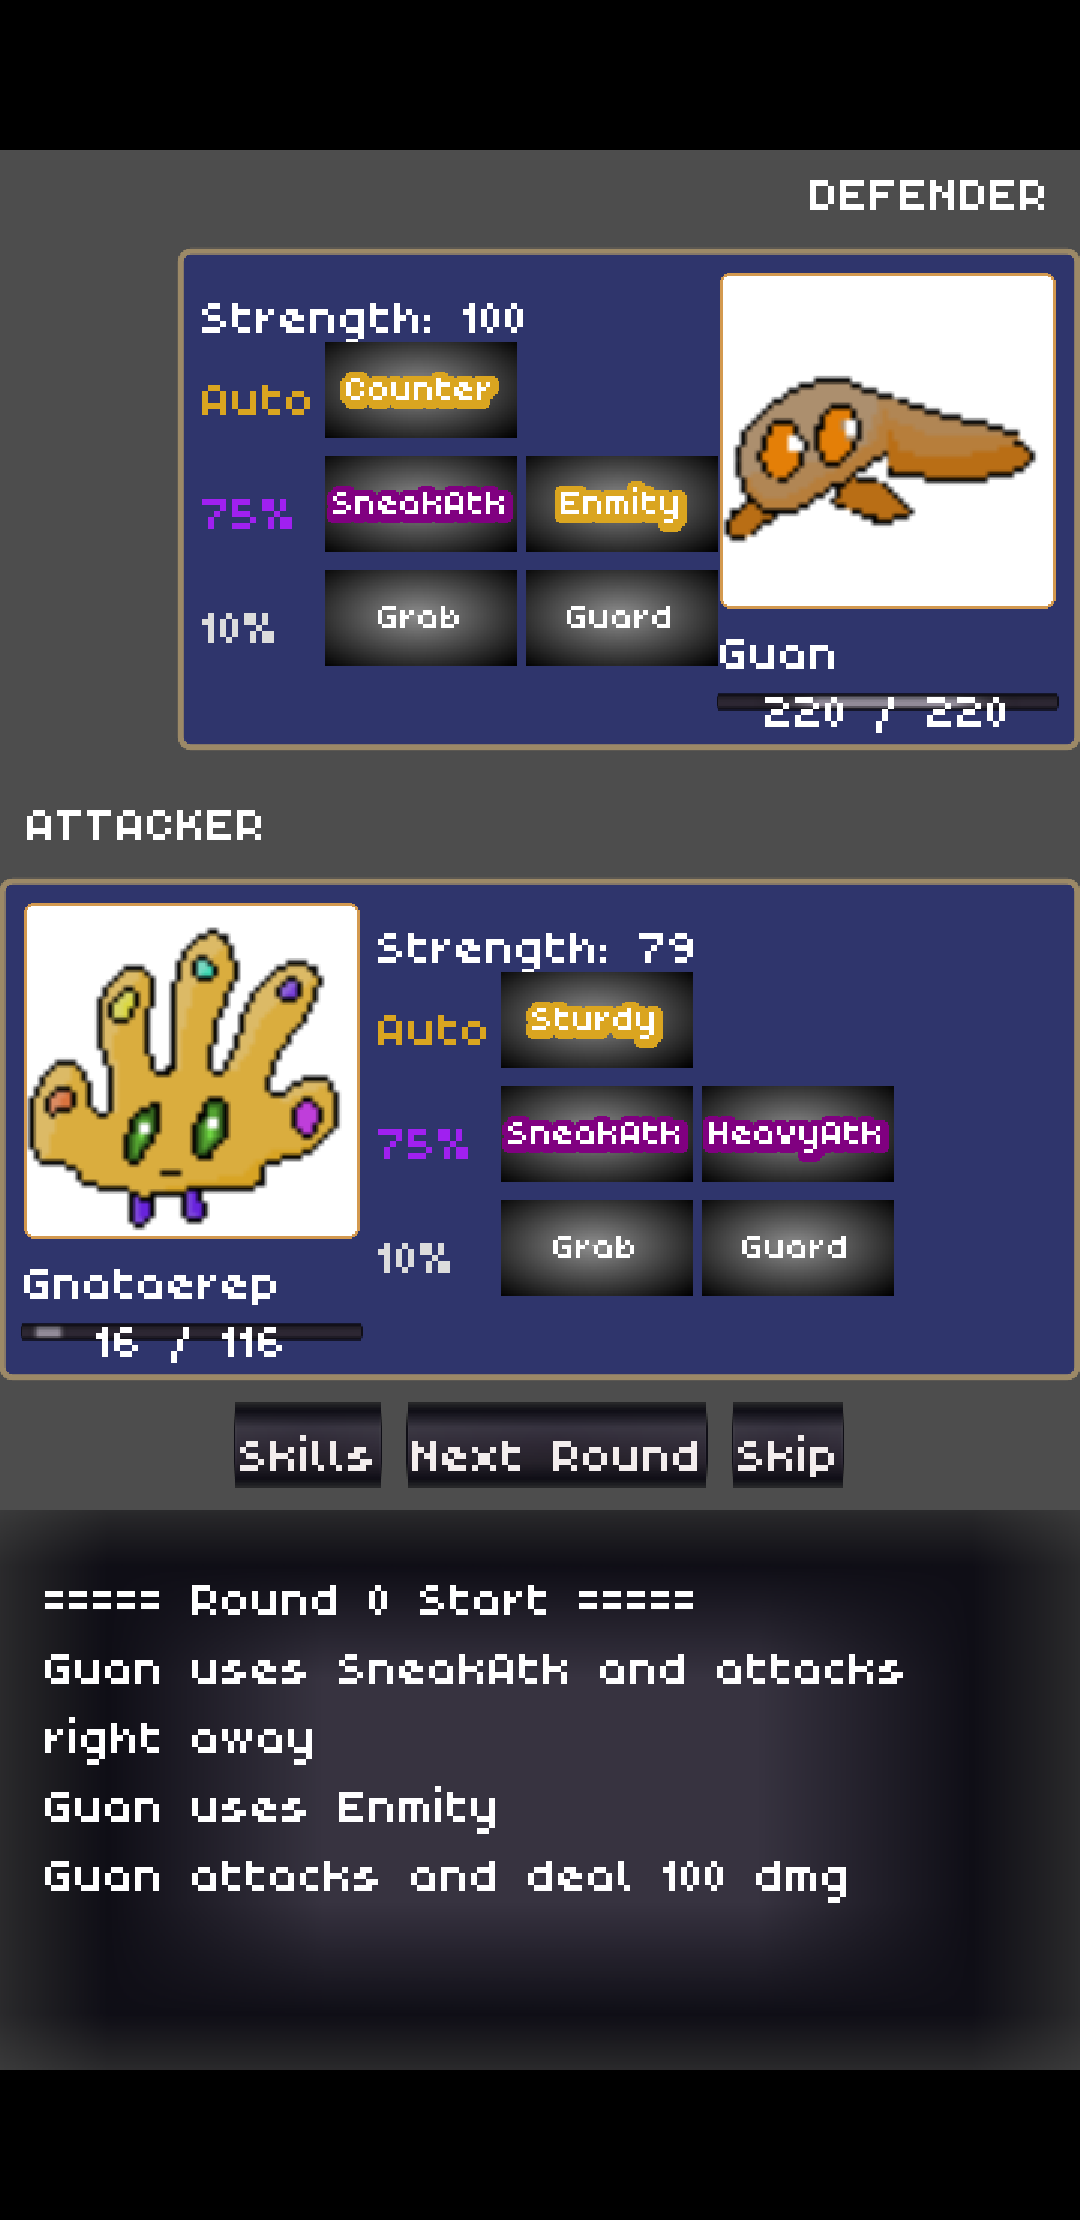 DEFENDER
Strength: 100
Auto Counter
75% SneakAtk Enmity
10% Grab Guard
Guan
220 / 220
ATTACKER
Strength: 79
Auto Sturdy
75% SneakAtk HeavyAtk
10% Grab Guard
Gnataerep
16 / 116
Skills Next Round Skip
===== Round 0 Start =====
Guan uses SneakAtk and attacks
right away
Guan uses Enmity
Guan attacks and deal 100 dmg